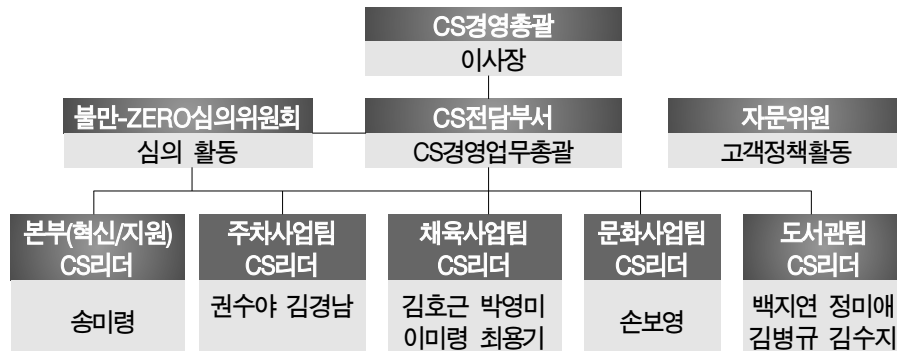 CS경영총괄
이사장
불만-ZERO심의위원회
심의 활동
CS전담부서
CS경영업무총괄
자문위원
고객정책활동
본부(혁신/지원)
CS리더
송미령
주차사업팀
CS리더
권수야 김경남
채육사업팀
CS리더
김호근 박영미
이미령 최용기
문화사업팀
CS리더
손보영
도서관팀
CS리더
백지연 정미애
김병규 김수지